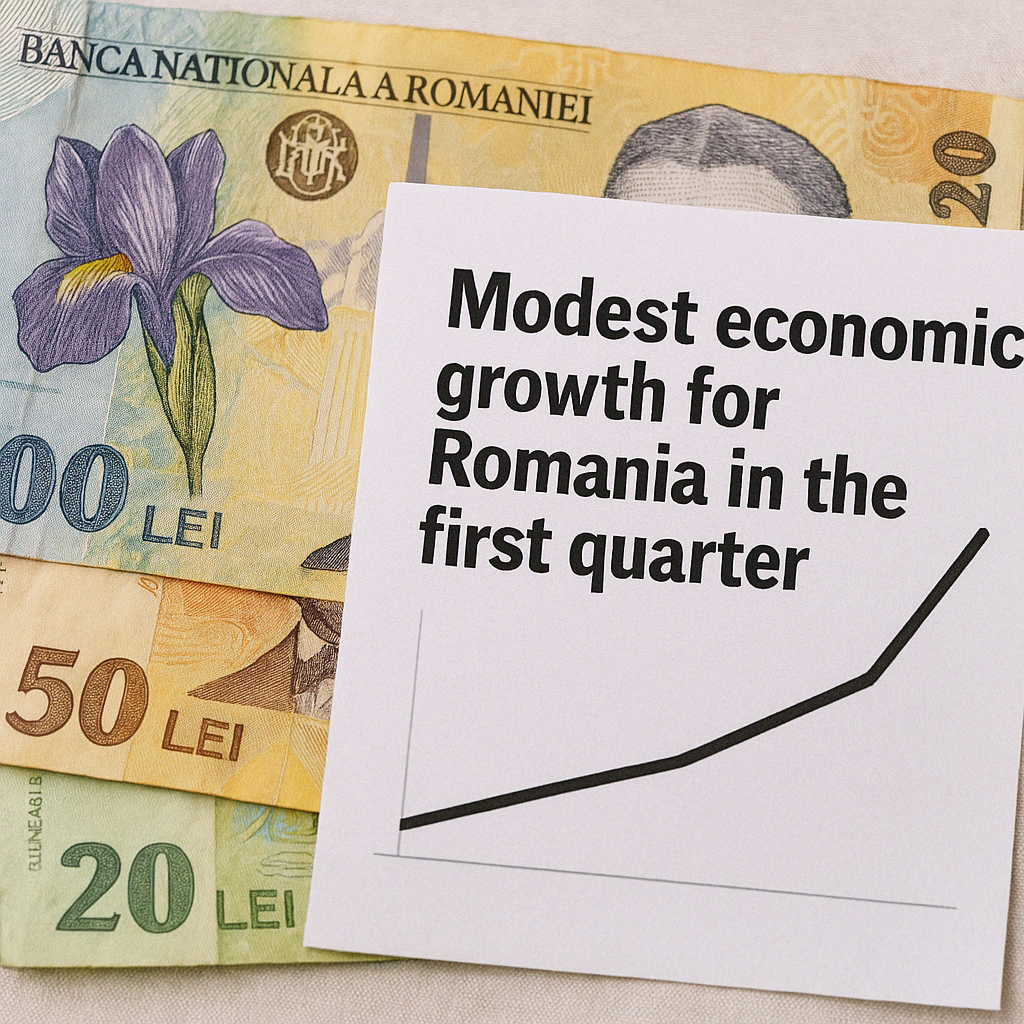 BANCA NATIONALA A ROMANIEI
20
00 LEI
50 LEI
20 LEI
Modest economic
growth for
Romania in the
first quarter